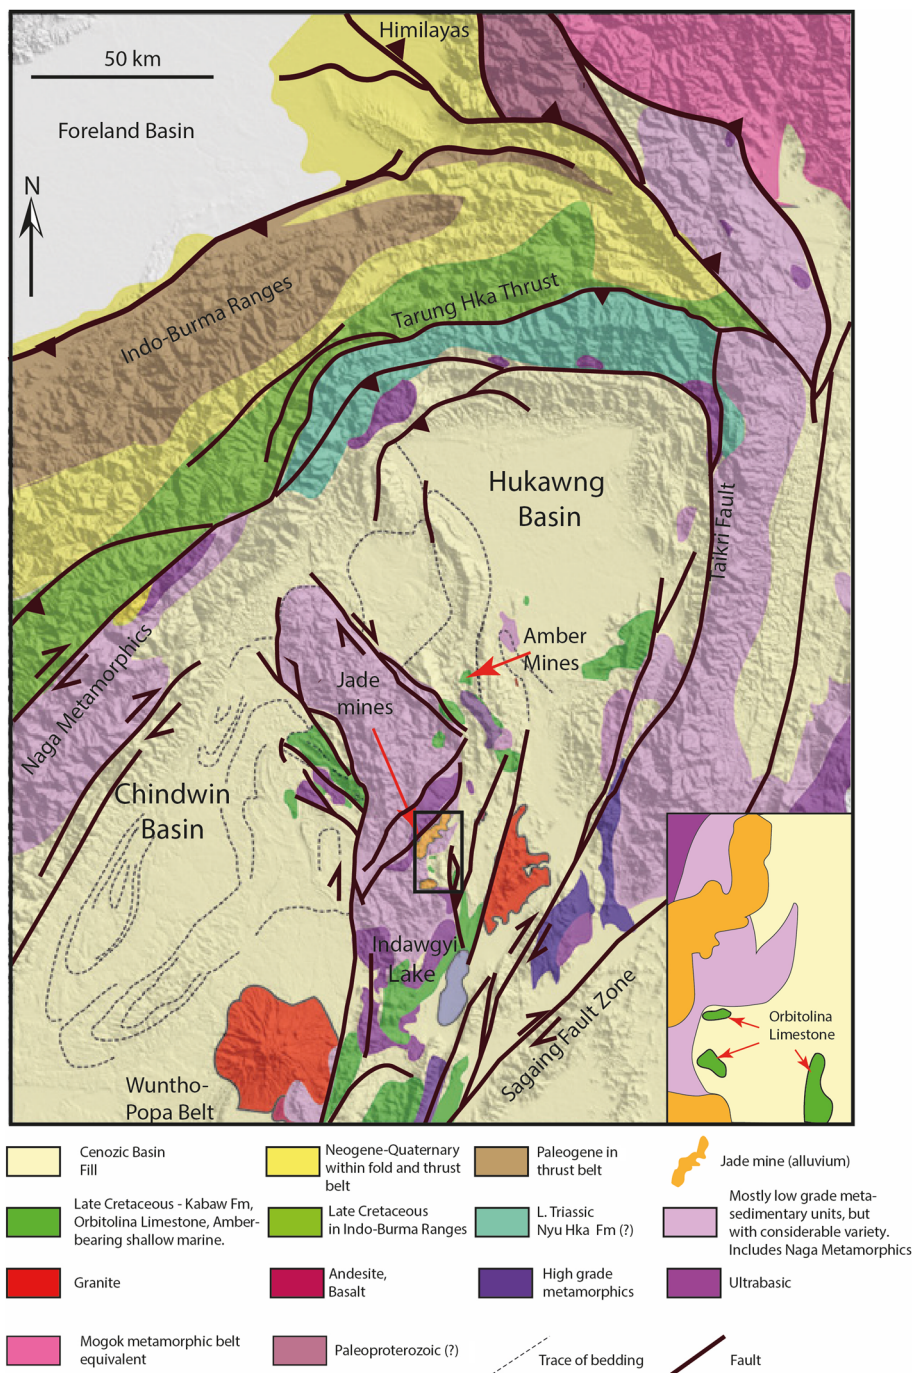 Himilayas
50 km
Foreland Basin
N
Indo-Burma Ranges
Tarung Hka Thrust
Hukawng
Basin
Taikri Fault
Amber
Mines
Jade
mines
Naga Metamorphics
Chindwin
Basin
Indawgyi
Lake
Sagaing Fault Zone
Orbitolina
Limestone
Wuntho-
Popa Belt
Cenozic Basin
Fill
Neogene-Quaternary
within fold and thrust
belt
Paleogene in
thrust belt
Jade mine (alluvium)
Late Cretaceous - Kabaw Fm,
Orbitolina Limestone, Amber-
bearing shallow marine.
Late Cretaceous
in Indo-Burma Ranges
L. Triassic
Nyu Hka Fm (?)
Mostly low grade meta-
sedimentary units, but
with considerable variety.
Includes Naga Metamorphics
Granite
Andesite,
Basalt
High grade
metamorphics
Ultrabasic
Mogok metamorphic belt
equivalent
Paleoproterozoic (?)
Trace of bedding
Fault